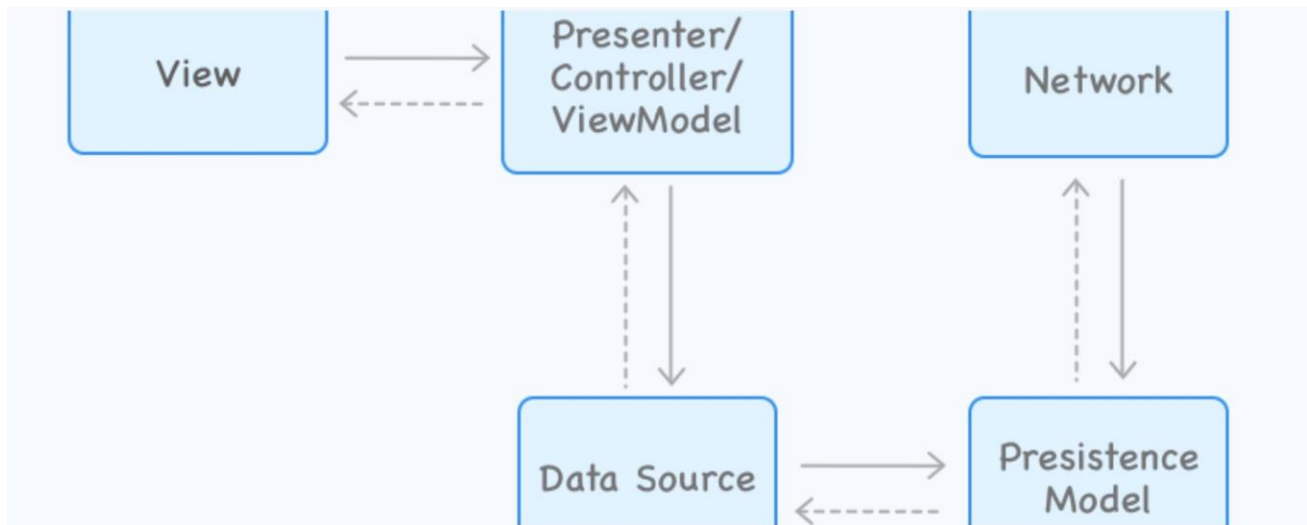 View
Presenter/
Controller/
ViewModel
Network
Data Source
Presistence
Model